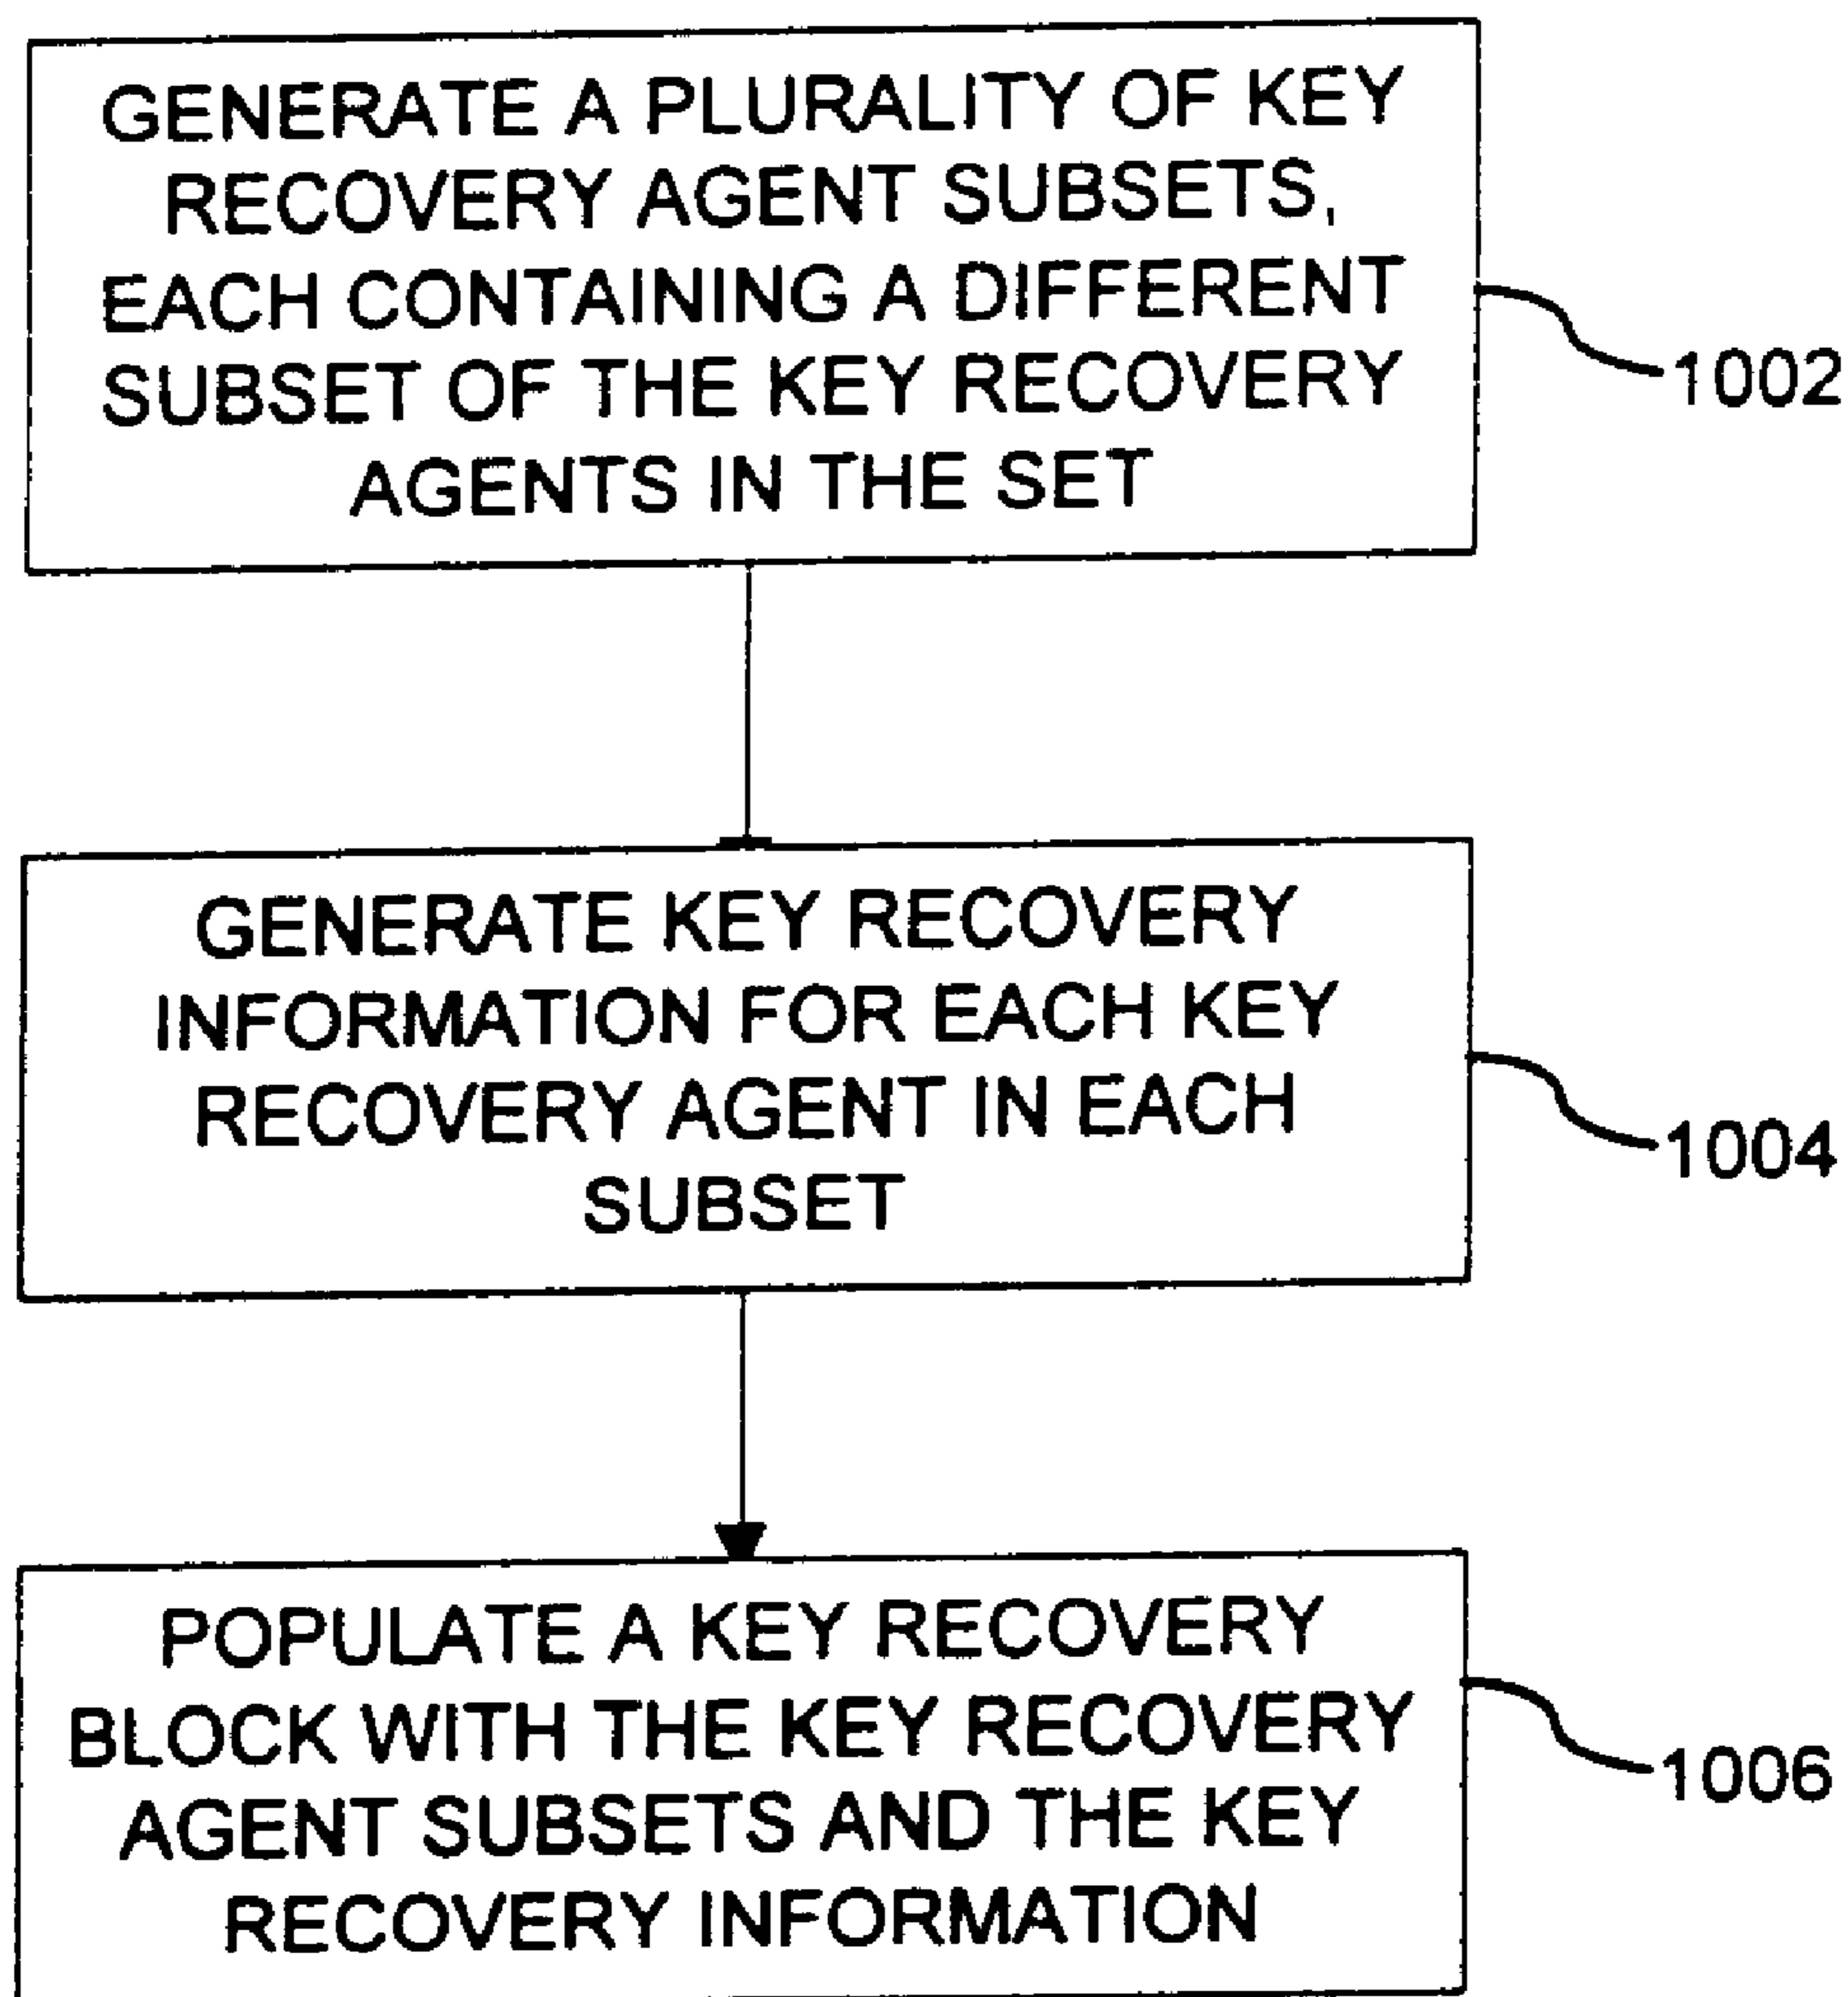 GENERATE A PLURALITY OF KEY
RECOVERY AGENT SUBSETS,
EACH CONTAINING A DIFFERENT
SUBSET OF THE KEY RECOVERY
AGENTS IN THE SET
1002
GENERATE KEY RECOVERY
INFORMATION FOR EACH KEY
RECOVERY AGENT IN EACH
SUBSET
1004
POPULATE A KEY RECOVERY
BLOCK WITH THE KEY RECOVERY
AGENT SUBSETS AND THE KEY
RECOVERY INFORMATION
1006